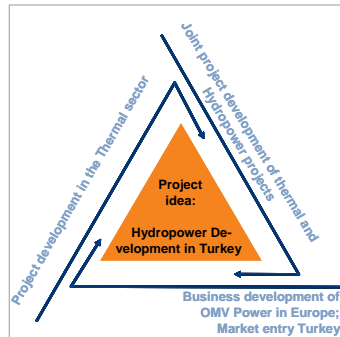 Project development in the Thermal sector
Joint project development of thermal and
Hydropower projects
Project
idea:
Hydropower De-
velopment in Turkey
Business development of
OMV Power in Europe;
Market entry Turkey